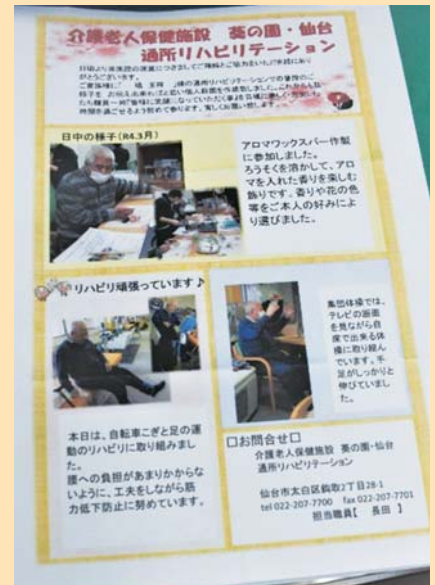 介護老人保健施設　葵の園・仙台
通所リハビリテーション
日中の様子(R4.3月)
アロマワックスバー作製
に参加しました。
ろうそくを溶かして、アロ
マを入れた香りを楽しむ
飾りです。香りや花の色
等をご本人の好みによ
り選びました。
リハビリ頑張っています♪
本日は、自転車こぎと足の運
動のリハビリに取り組みまし
た。
腰への負担があまりかからな
いように、工夫をしながら筋
力低下防止に努めています。
集団体操では、
テレビの画面
を見ながら自
席で出来る体
操に取り組ん
でいます。手
足がしっかりと
伸びていまし
た。
□お問合せ□
介護老人保健施設　葵の園・仙台
通所リハビリテーション
仙台市太白区鈎取2丁目28-1
tel 022-207-7700　fax 022-207-7701
担当職員【　長田　】